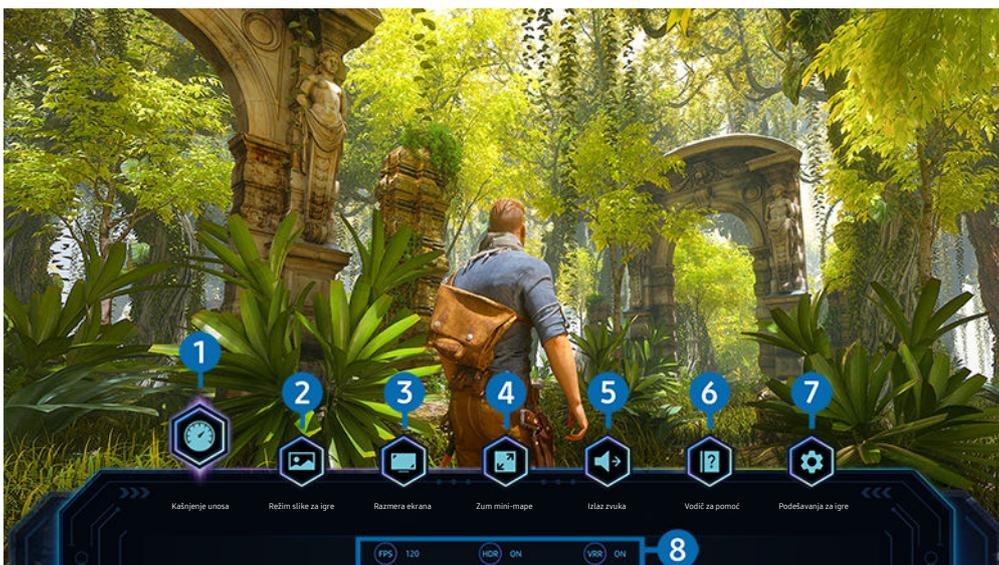 1
2
3
4
5
6
7
?
Kašnjenje unosa
Režim slike za igre
Razmera ekrana
Zum mini-mape
Izlaz zvuka
Vodič za pomoć
Podešavanja za igre
FPS 120 HDR ON VRR ON 8